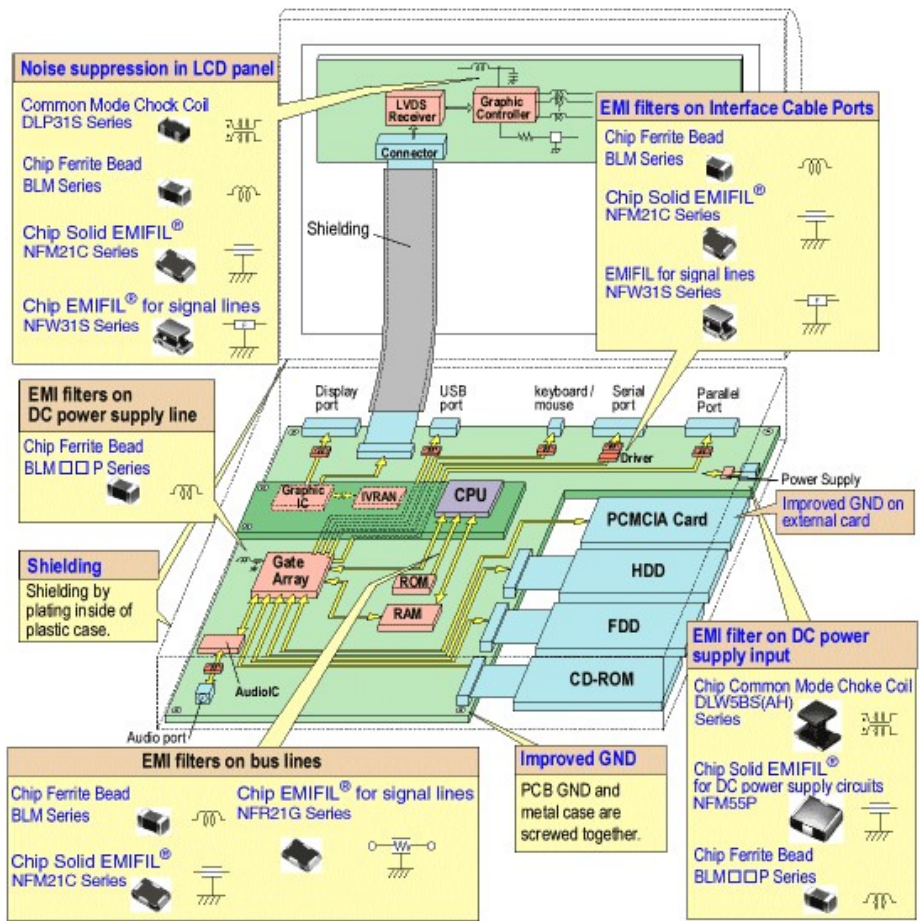 Noise suppression in LCD panel
Common Mode Chock Coil
DLP31S Series
Chip Ferrite Bead
BLM Series
Chip Solid EMIFIL®
NFM21C Series
Chip EMIFIL® for signal lines
NFW31S Series
F
LVDS
Receiver
Graphic
Controller
Connector
Shielding
EMI filters on Interface Cable Ports
Chip Ferrite Bead
BLM Series
Chip Solid EMIFIL®
NFM21C Series
EMIFIL for signal lines
NFW31S Series
F
EMI filters on
DC power supply line
Chip Ferrite Bead
BLM□□P Series
Shielding
Shielding by
plating inside of
plastic case.
Display
port
USB
port
keyboard /
mouse
Serial
port
Parallel
Port
Driver
Power Supply
Graphic
IC
IVRAN
CPU
Gate
Array
ROM
RAM
AudioIC
Audio port
PCMCIA Card
HDD
FDD
CD-ROM
Improved GND on
external card
EMI filter on DC power
supply input
Chip Common Mode Choke Coil
DLW5BS(AH)
Series
Chip Solid EMIFIL®
for DC power supply circuits
NFM55P
Chip Ferrite Bead
BLM□□P Series
EMI filters on bus lines
Chip Ferrite Bead
BLM Series
Chip Solid EMIFIL®
NFM21C Series
Chip EMIFIL® for signal lines
NFR21G Series
Improved GND
PCB GND and
metal case are
screwed together.